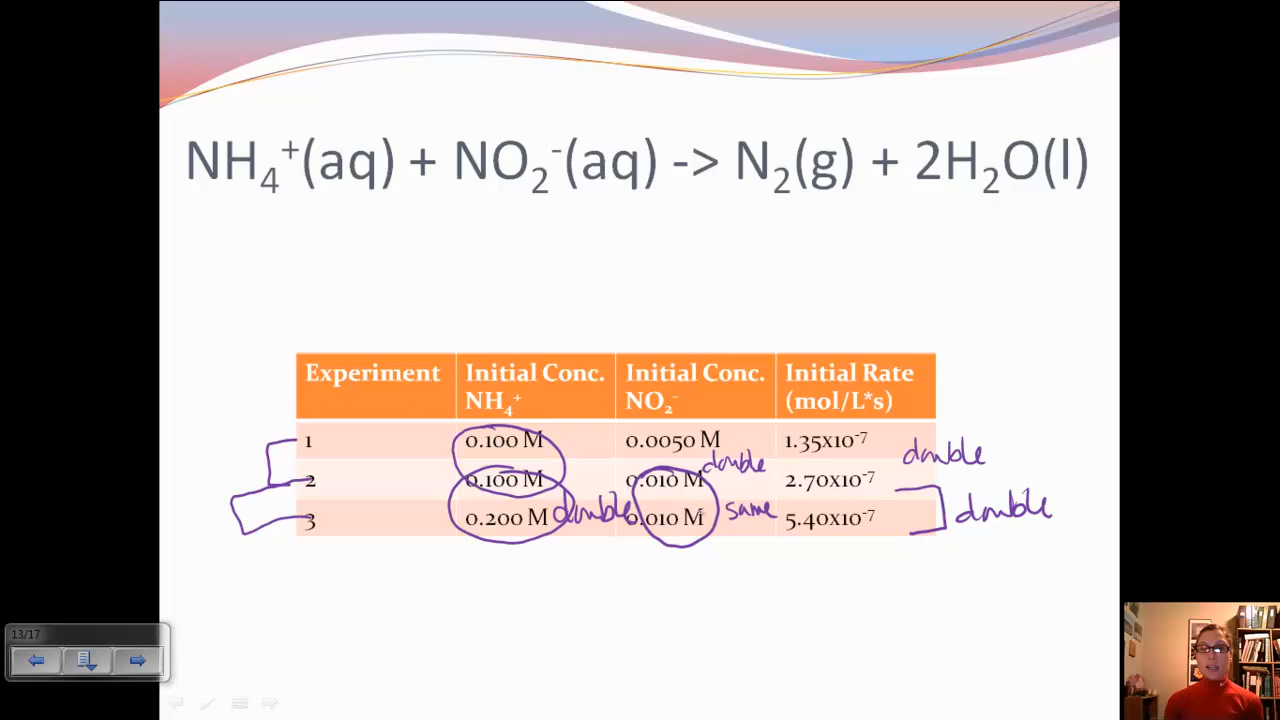 NH₄⁺(aq) + NO₂⁻(aq) -> N₂(g) + 2H₂O(l)
Experiment Initial Conc. NH₄⁺ Initial Conc. NO₂⁻ Initial Rate (mol/L*s)
1 0.100 M 0.0050 M 1.35x10⁻⁷
double double
2 0.100 M 0.010 M 2.70x10⁻⁷
3 0.200 M double 0.010 M same 5.40x10⁻⁷ double
13/17